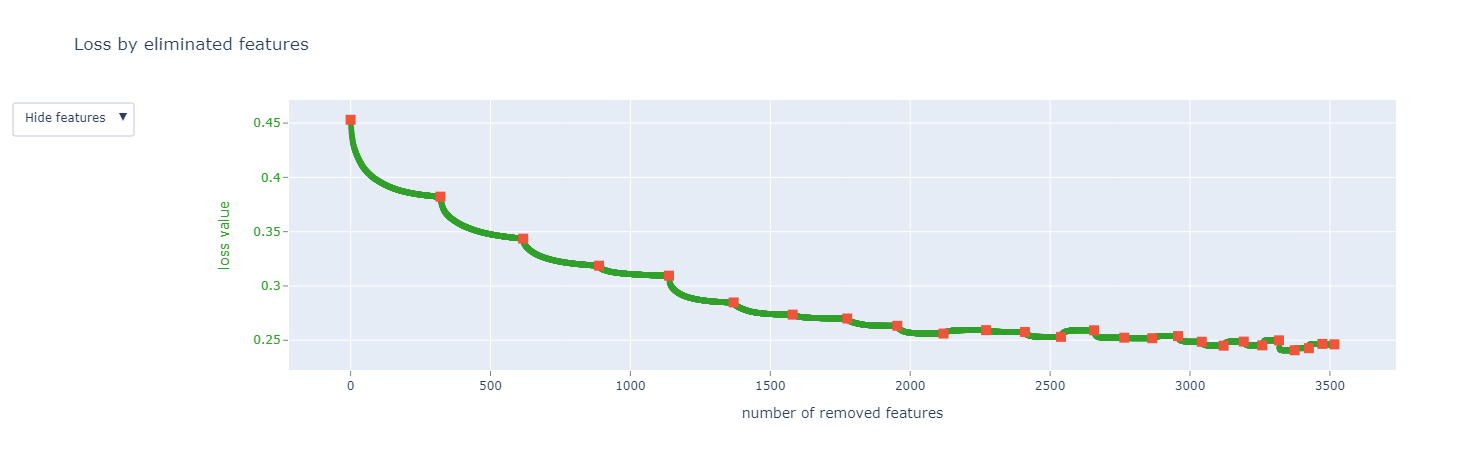 Loss by eliminated features
Hide features ▼
loss value
0.45
0.4
0.35
0.3
0.25
0 500 1000 1500 2000 2500 3000 3500
number of removed features